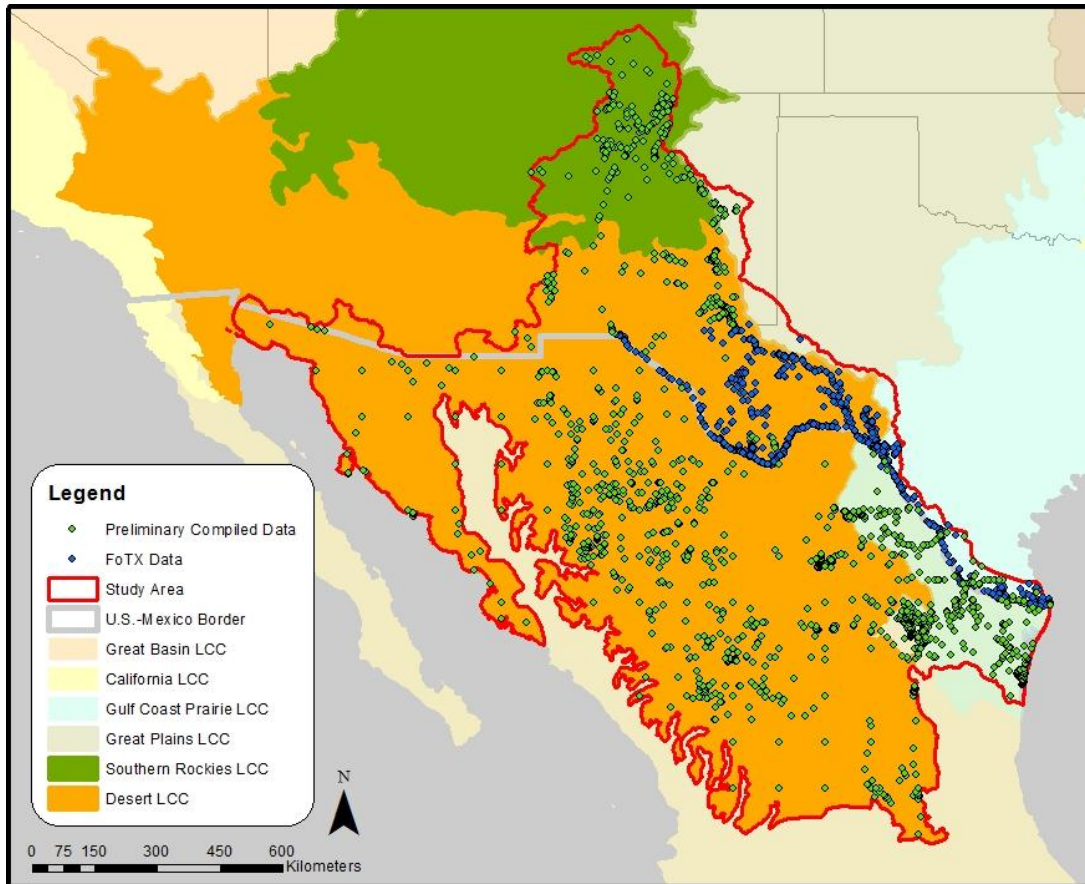 Legend
Preliminary Compiled Data
FoTX Data
Study Area
U.S.-Mexico Border
Great Basin LCC
California LCC
Gulf Coast Prairie LCC
Great Plains LCC
Southern Rockies LCC
Desert LCC
N
0 75 150 300 450 600
Kilometers